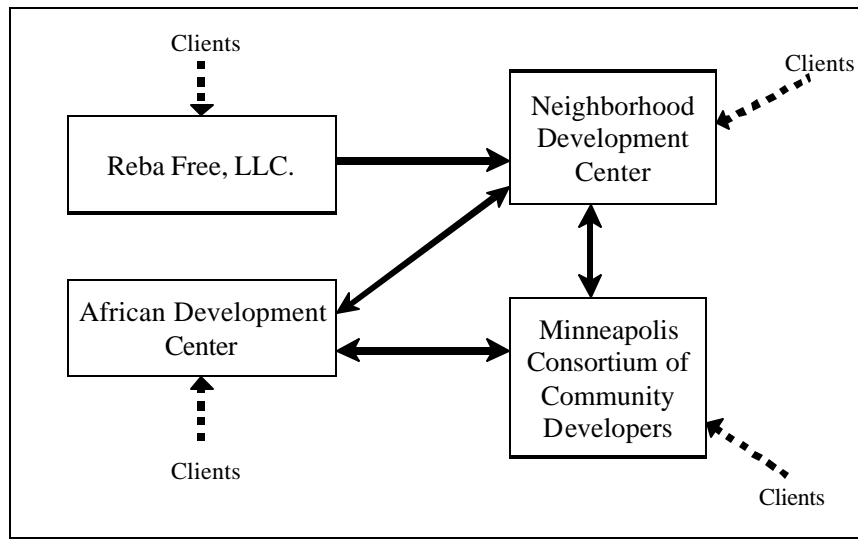 Clients
Clients
Reba Free, LLC.
Neighborhood
Development
Center
African Development
Center
Minneapolis
Consortium of
Community
Developers
Clients
Clients